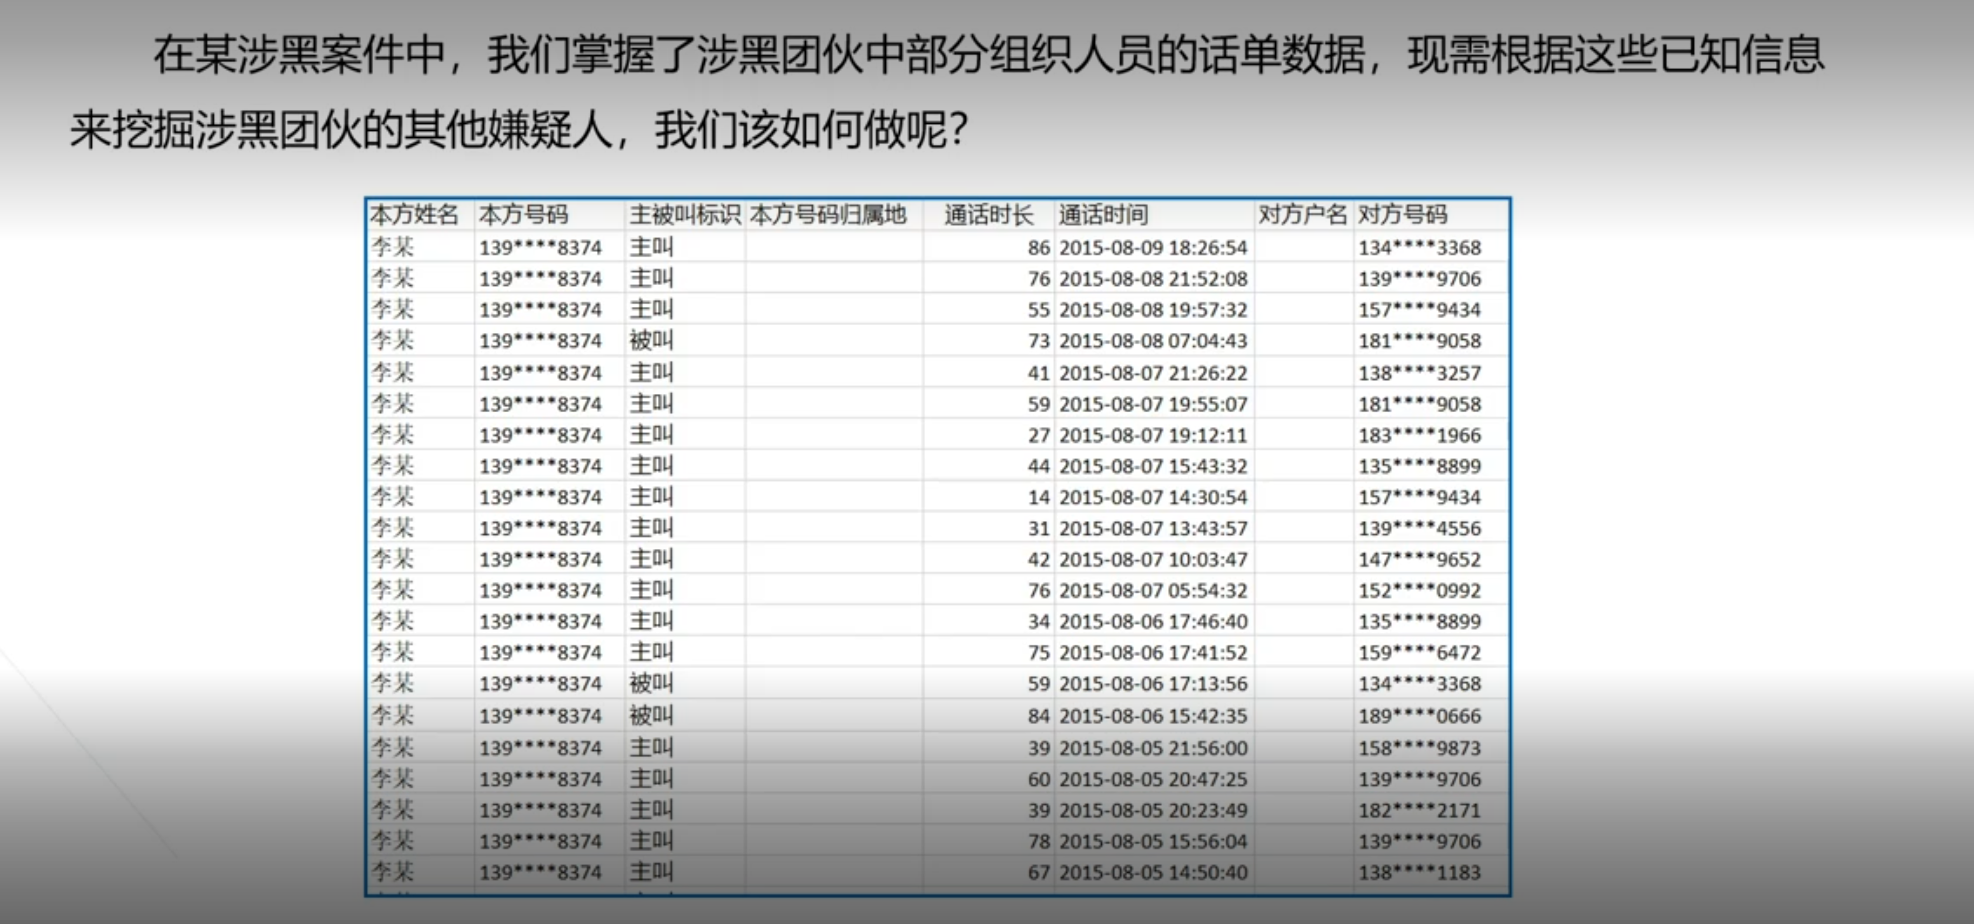 在某涉黑案件中，我们掌握了涉黑团伙中部分组织人员的话单数据，现需根据这些已知信息
来挖掘涉黑团伙的其他嫌疑人，我们该如何做呢？
本方姓名 本方号码 主被叫标识 本方号码归属地 通话时长 通话时间 对方户名 对方号码
李某 139****8374 主叫 86 2015-08-09 18:26:54 134****3368
李某 139****8374 主叫 76 2015-08-08 21:52:08 139****9706
李某 139****8374 主叫 55 2015-08-08 19:57:32 157****9434
李某 139****8374 被叫 73 2015-08-08 07:04:43 181****9058
李某 139****8374 主叫 41 2015-08-07 21:26:22 138****3257
李某 139****8374 主叫 59 2015-08-07 19:55:07 181****9058
李某 139****8374 主叫 27 2015-08-07 19:12:11 183****1966
李某 139****8374 主叫 44 2015-08-07 15:43:32 135****8899
李某 139****8374 主叫 14 2015-08-07 14:30:54 157****9434
李某 139****8374 主叫 31 2015-08-07 13:43:57 139****4556
李某 139****8374 主叫 42 2015-08-07 10:03:47 147****9652
李某 139****8374 主叫 76 2015-08-07 05:54:32 152****0992
李某 139****8374 主叫 34 2015-08-06 17:46:40 135****8899
李某 139****8374 主叫 75 2015-08-06 17:41:52 159****6472
李某 139****8374 被叫 59 2015-08-06 17:13:56 134****3368
李某 139****8374 被叫 84 2015-08-06 15:42:35 189****0666
李某 139****8374 主叫 39 2015-08-05 21:56:00 158****9873
李某 139****8374 主叫 60 2015-08-05 20:47:25 139****9706
李某 139****8374 主叫 39 2015-08-05 20:23:49 182****2171
李某 139****8374 主叫 78 2015-08-05 15:56:04 139****9706
李某 139****8374 主叫 67 2015-08-05 14:50:40 138****1183